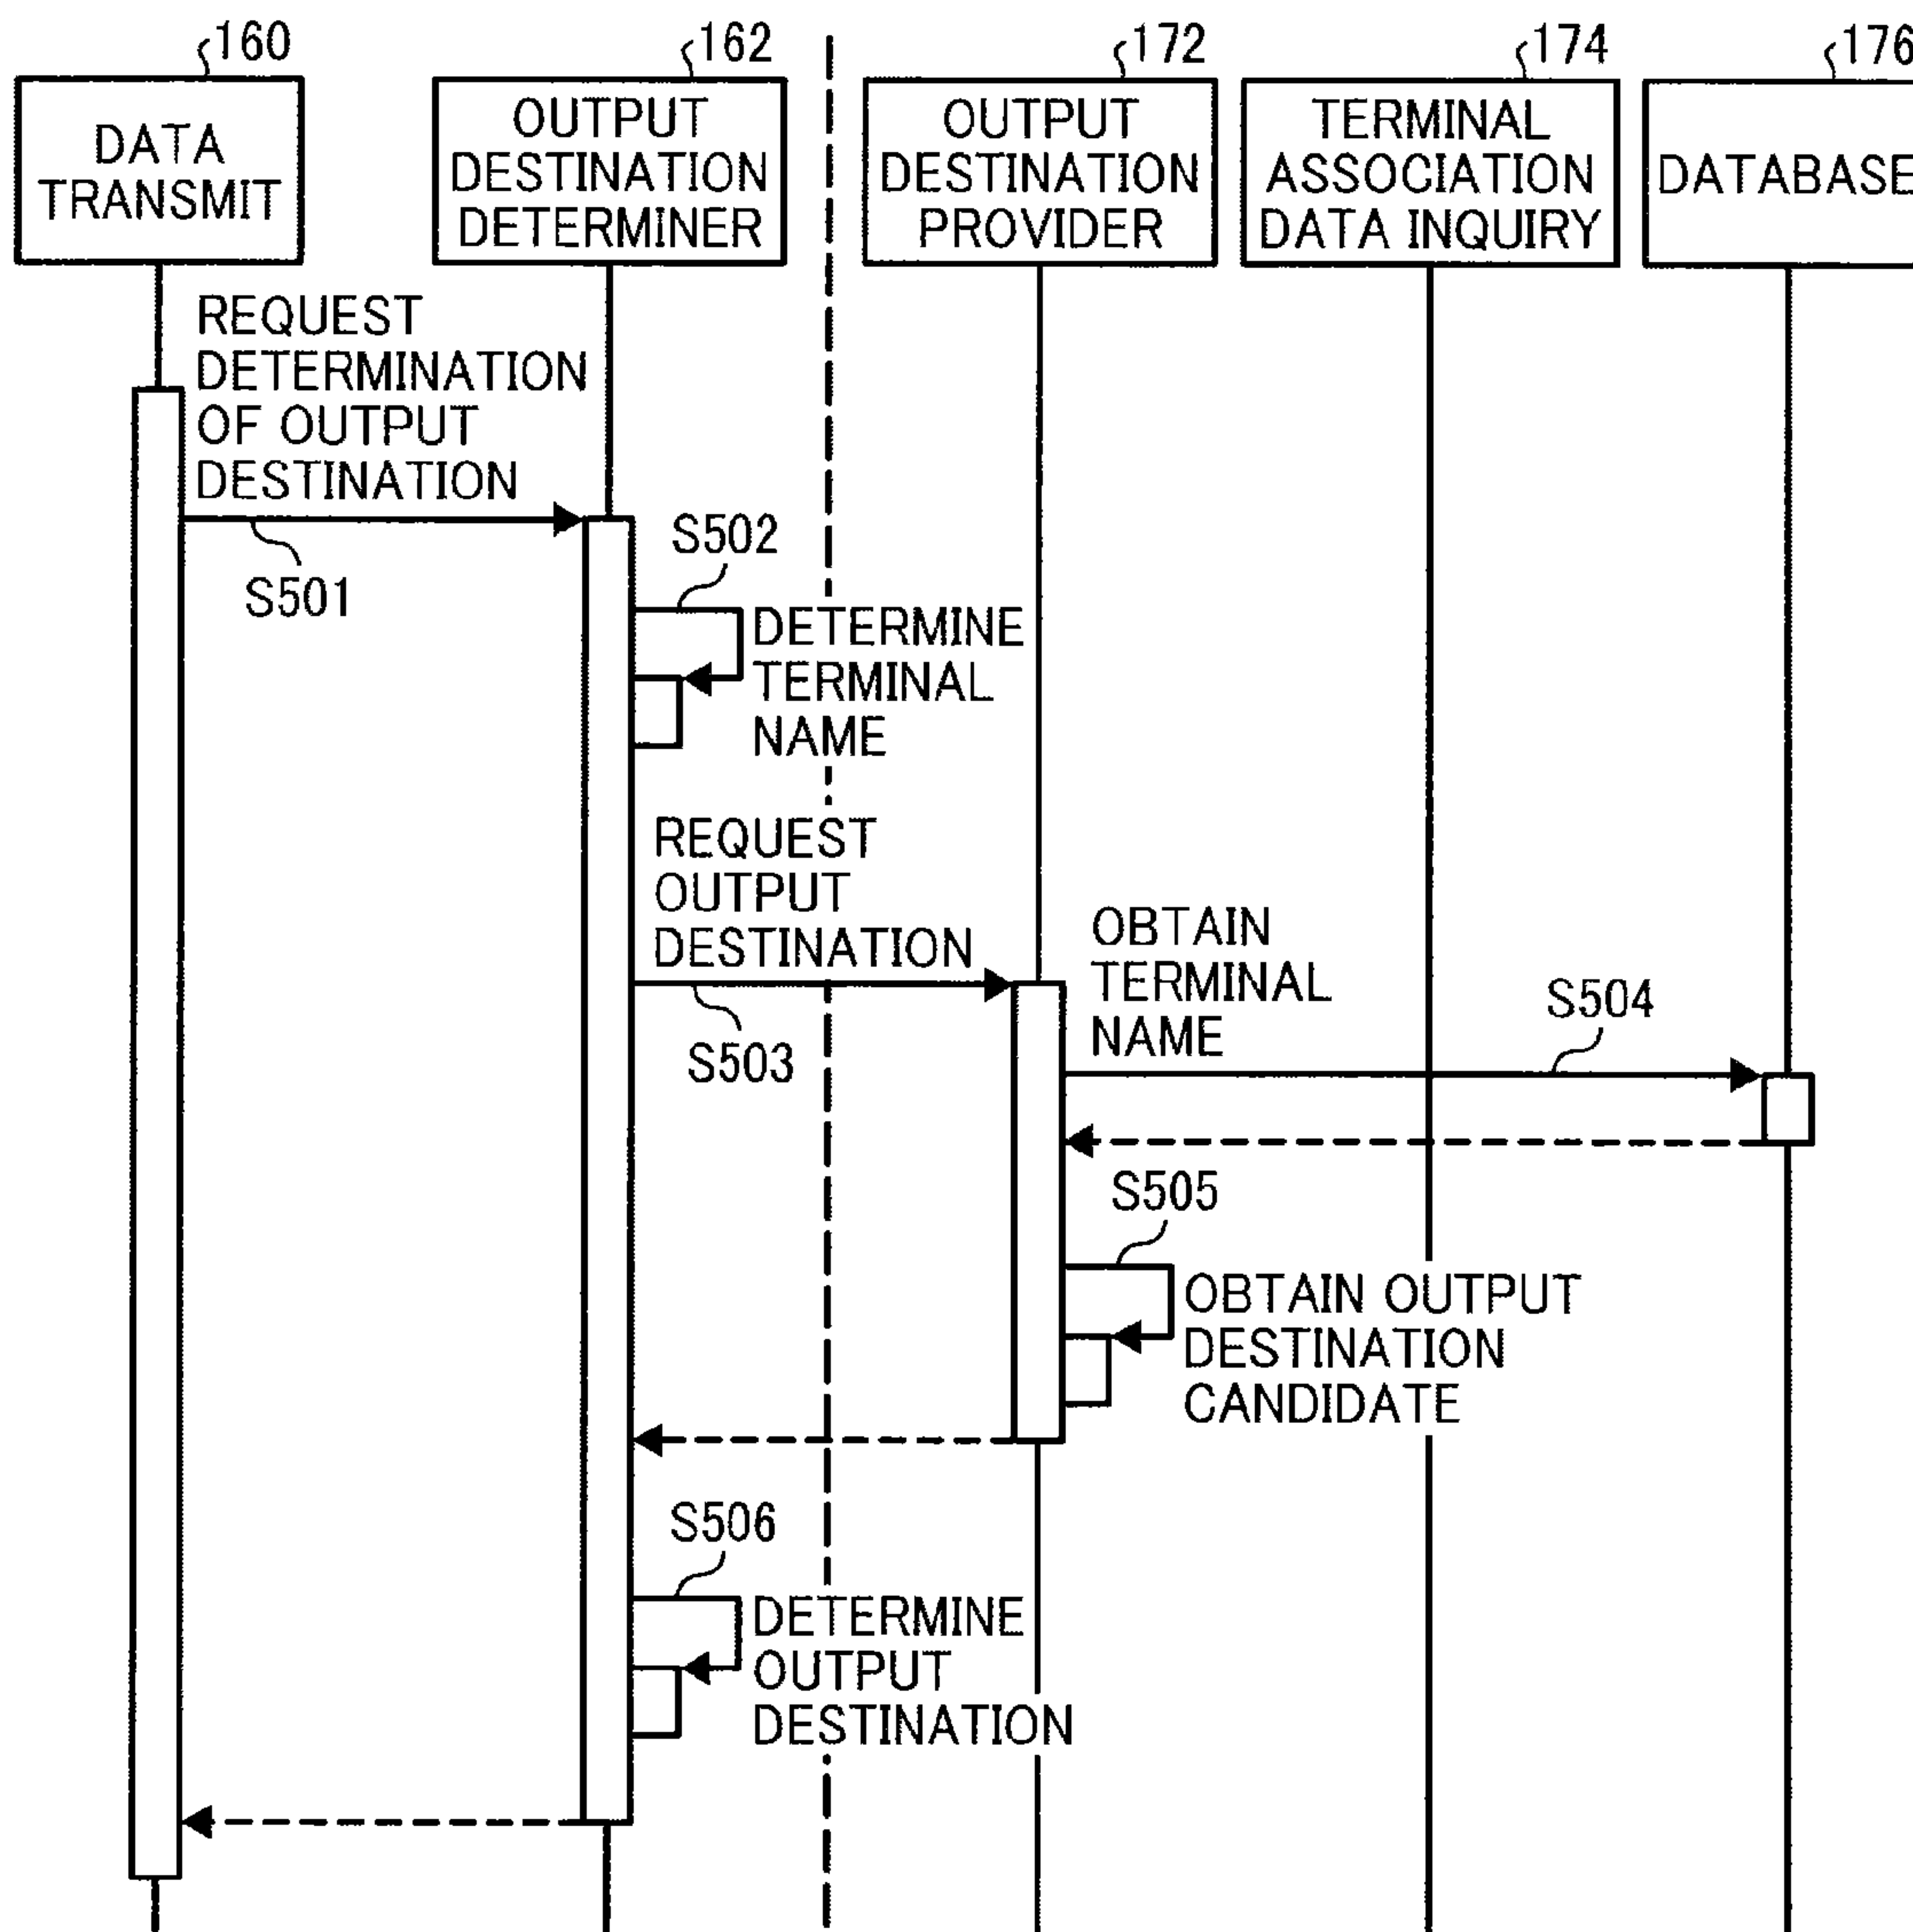 160
162
172
174
176
DATA
TRANSMIT
OUTPUT
DESTINATION
DETERMINER
OUTPUT
DESTINATION
PROVIDER
TERMINAL
ASSOCIATION
DATA INQUIRY
DATABASE
REQUEST
DETERMINATION
OF OUTPUT
DESTINATION
S501
S502
DETERMINE
TERMINAL
NAME
REQUEST
OUTPUT
DESTINATION
S503
OBTAIN
TERMINAL
NAME
S504
S505
OBTAIN OUTPUT
DESTINATION
CANDIDATE
S506
DETERMINE
OUTPUT
DESTINATION